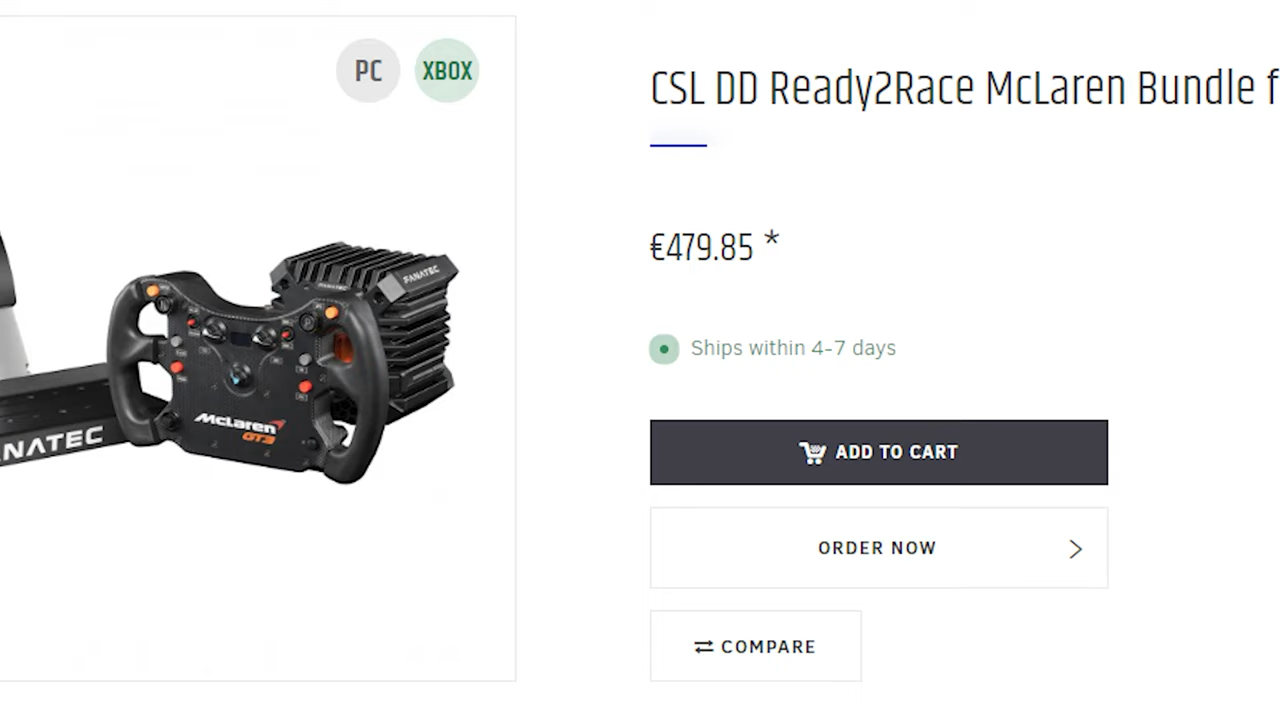 PC
XBOX
CSL DD Ready2Race McLaren Bundle f
€479.85 *
Ships within 4-7 days
ADD TO CART
ORDER NOW
COMPARE
FANATEC
FANATEC
McLaren
GT3
NATEC